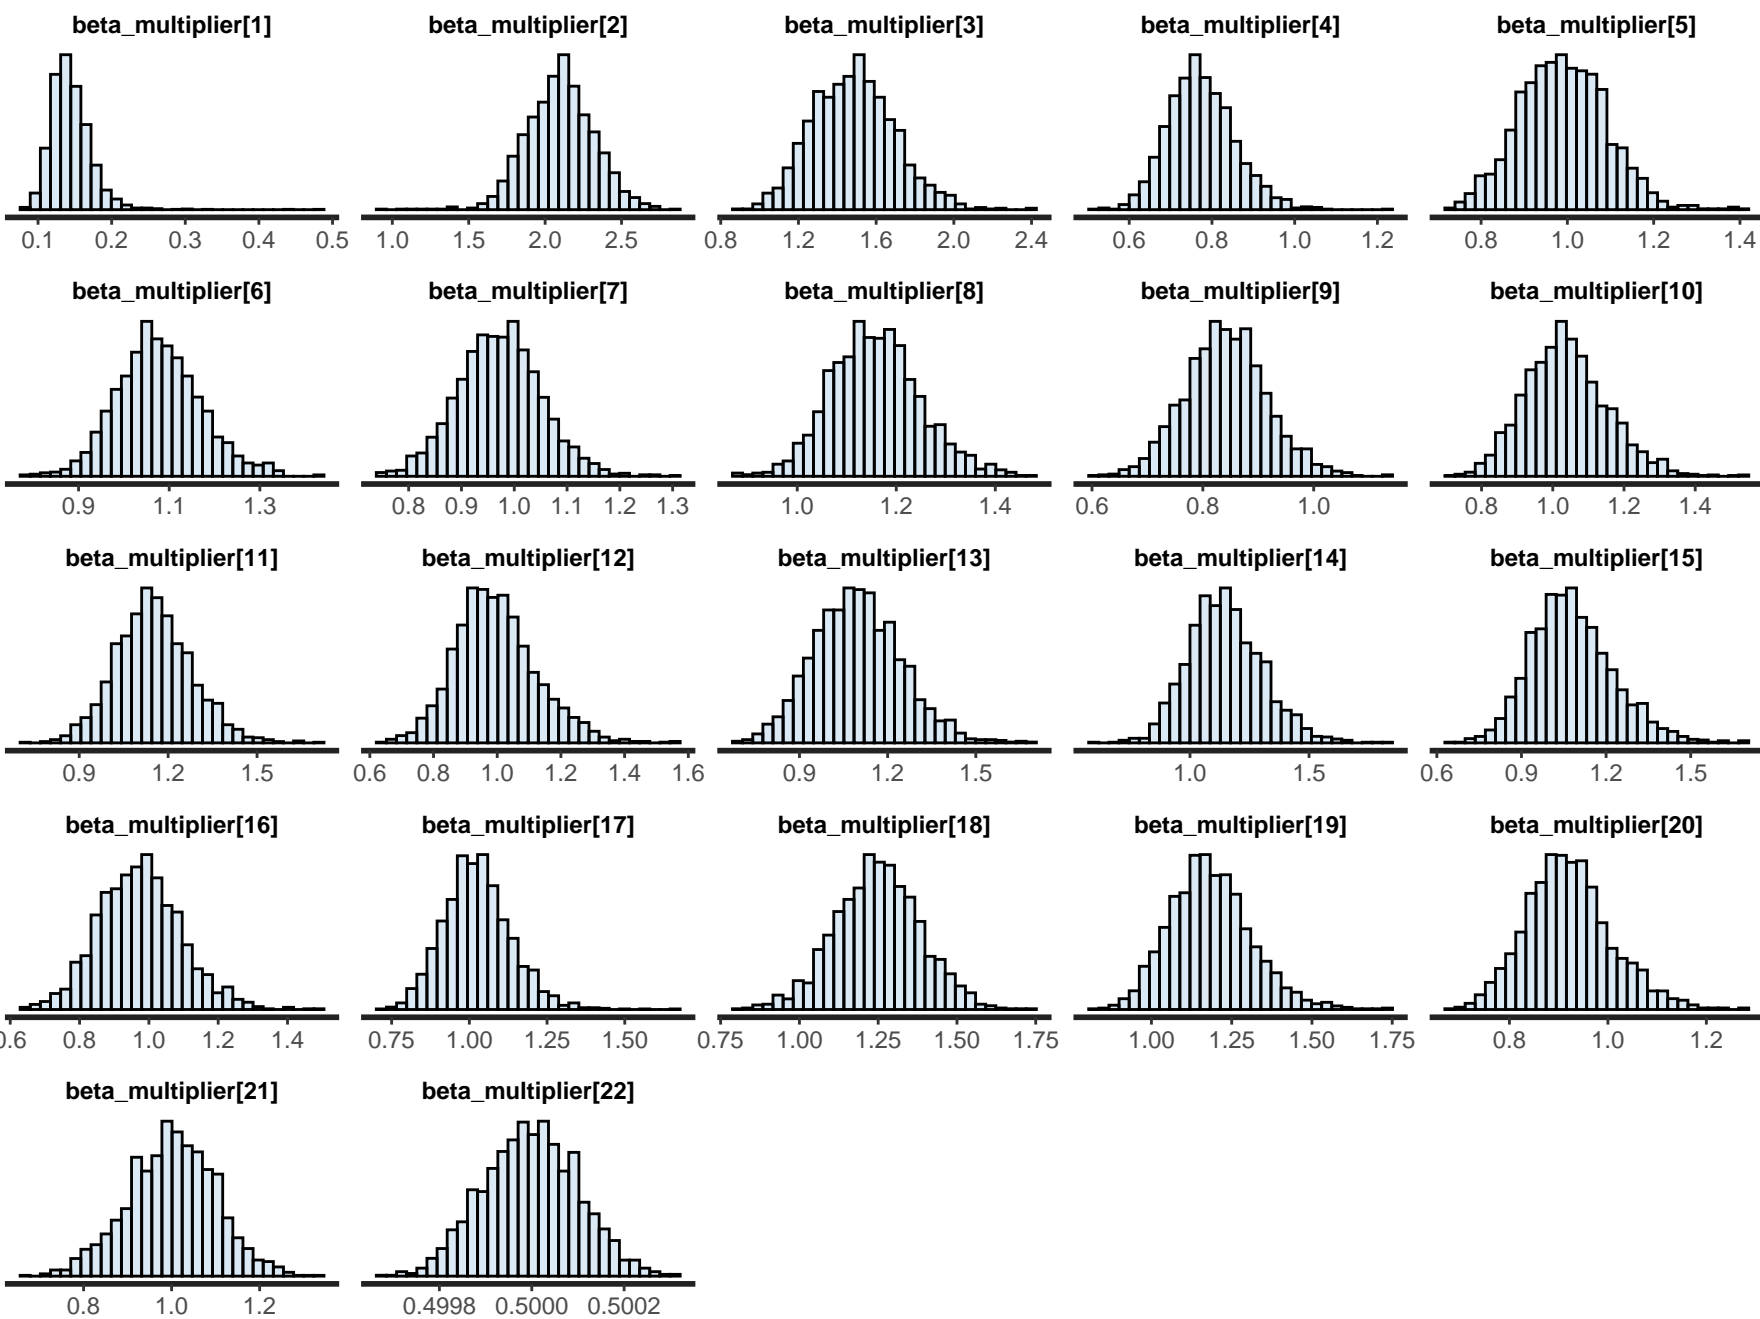 beta_multiplier[1] beta_multiplier[2] beta_multiplier[3] beta_multiplier[4] beta_multiplier[5]
0.1 0.2 0.3 0.4 0.5 1.0 1.5 2.0 2.5 0.8 1.2 1.6 2.0 2.4 0.6 0.8 1.0 1.2 0.8 1.0 1.2 1.4
beta_multiplier[6] beta_multiplier[7] beta_multiplier[8] beta_multiplier[9] beta_multiplier[10]
0.9 1.1 1.3 0.8 0.9 1.0 1.1 1.2 1.3 1.0 1.2 1.4 0.6 0.8 1.0 0.8 1.0 1.2 1.4
beta_multiplier[11] beta_multiplier[12] beta_multiplier[13] beta_multiplier[14] beta_multiplier[15]
0.9 1.2 1.5 0.6 0.8 1.0 1.2 1.4 1.6 0.9 1.2 1.5 1.0 1.5 0.6 0.9 1.2 1.5
beta_multiplier[16] beta_multiplier[17] beta_multiplier[18] beta_multiplier[19] beta_multiplier[20]
0.6 0.8 1.0 1.2 1.4 0.75 1.00 1.25 1.50 0.75 1.00 1.25 1.50 1.75 1.00 1.25 1.50 1.75 0.8 1.0 1.2
beta_multiplier[21] beta_multiplier[22]
0.8 1.0 1.2 0.4998 0.5000 0.5002